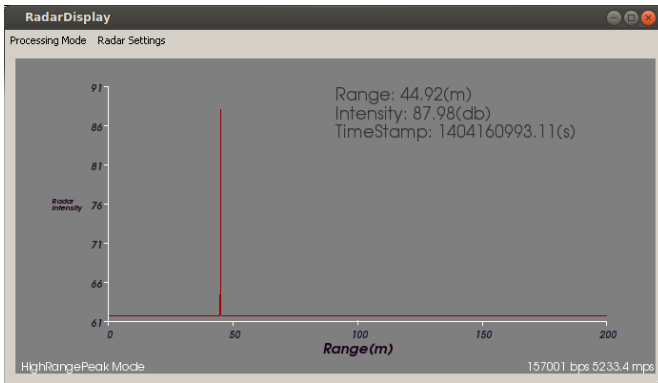 RadarDisplay
Processing Mode Radar Settings
Range: 44.92(m)
Intensity: 87.98(db)
TimeStamp: 1404160993.11(s)
91
86
81
Radar
Intensity
76
71
66
61
0 50 100 150 200
Range(m)
HighRangePeak Mode
157001 bps 5233.4 mps